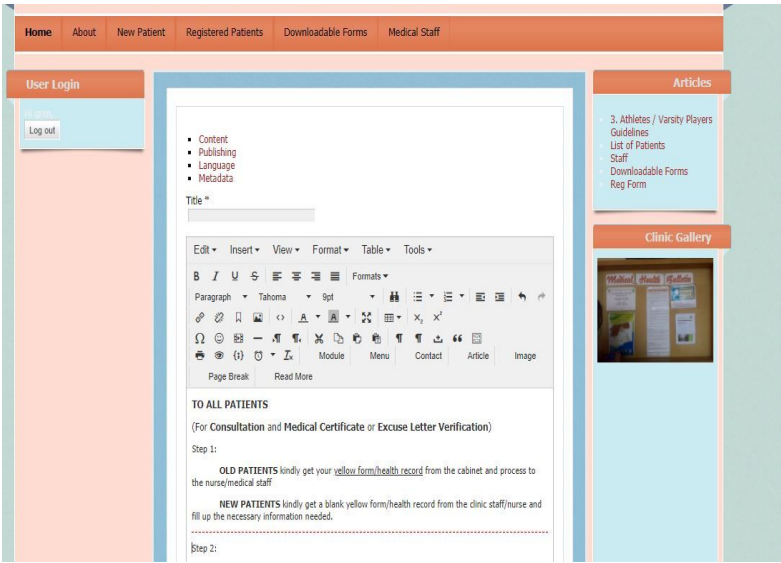 Home About New Patient Registered Patients Downloadable Forms Medical Staff
User Login
Log out
Content
Publishing
Language
Metadata
Title *
Edit Insert View Format Table Tools
B I U S Formats
Paragraph Tahoma 9pt
Module Menu Contact Article Image
Page Break Read More
TO ALL PATIENTS
(For Consultation and Medical Certificate or Excuse Letter Verification)
Step 1:
OLD PATIENTS kindly get your yellow form/health record from the cabinet and process to
the nurse/medical staff
NEW PATIENTS kindly get a blank yellow form/health record from the clinic staff/nurse and
fill up the necessary information needed.
Step 2:
Articles
3. Athletes / Varsity Players
Guidelines
List of Patients
Staff
Downloadable Forms
Reg Form
Clinic Gallery
Medical Health Bulletin